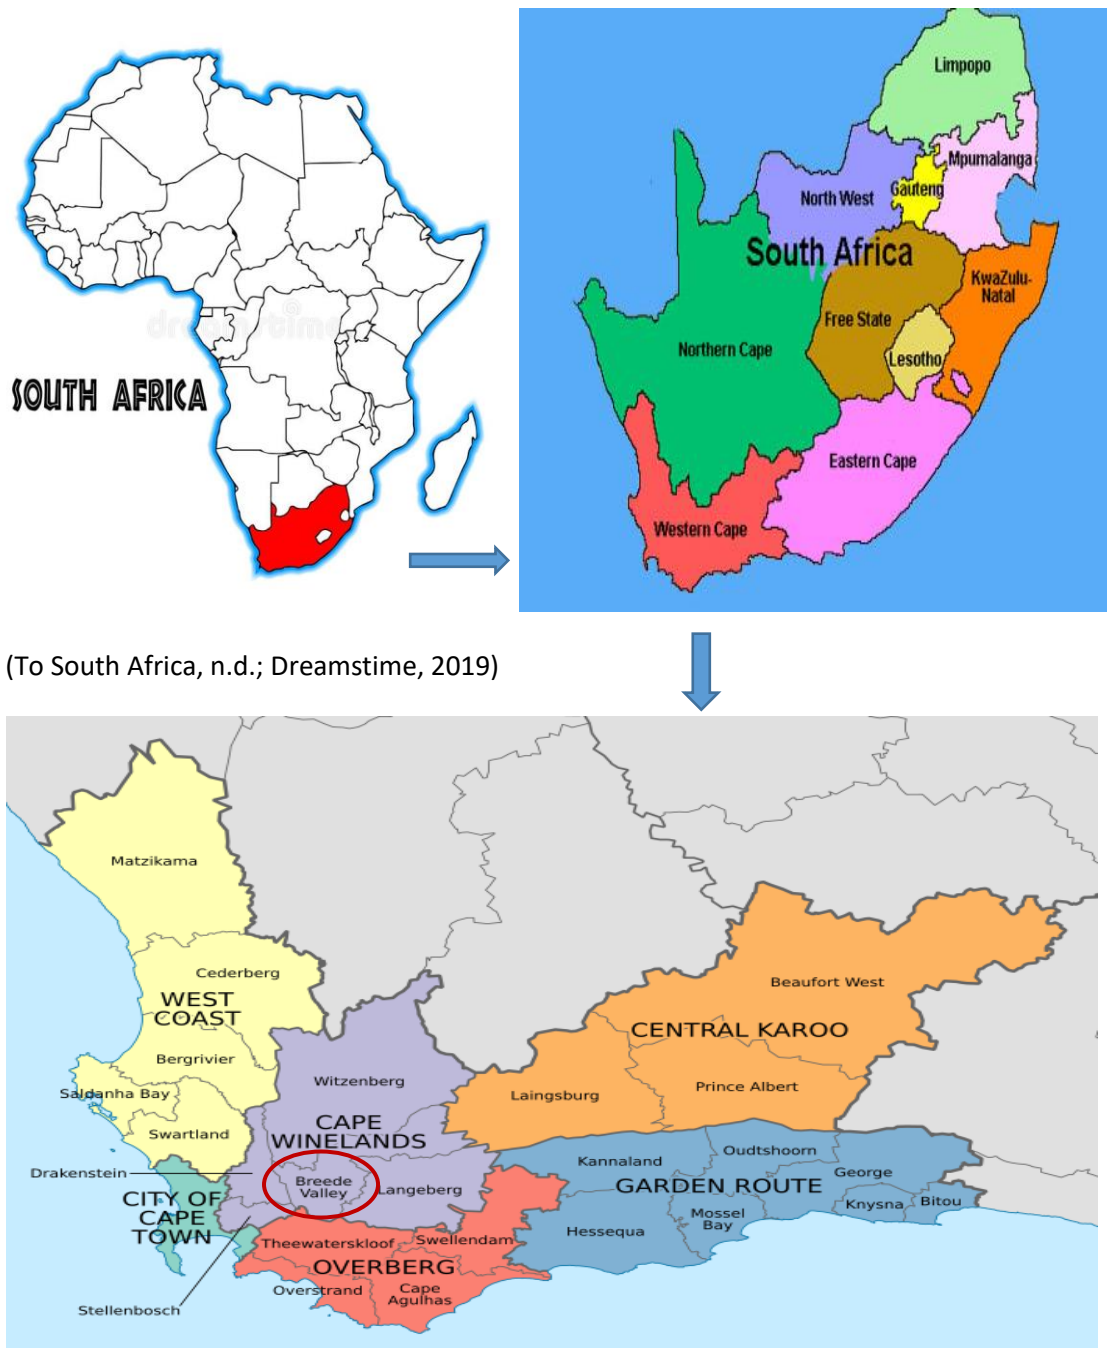 dreamstime
SOUTH AFRICA
Limpopo
Mpumalanga
North West
Gauteng
South Africa
KwaZulu-
Natal
Free State
Northern Cape
Lesotho
Eastern Cape
Western Cape
(To South Africa, n.d.; Dreamstime, 2019)
Matzikama
Cederberg
WEST
COAST
Bergrivier
Saldanha Bay
Swartland
Witzenberg
CAPE
WINELANDS
Drakenstein
Breede
Valley
Langeberg
CITY OF
CAPE
TOWN
Stellenbosch
Theewaterskloof
Swellendam
OVERBERG
Overstrand
Cape
Agulhas
Beaufort West
CENTRAL KAROO
Laingsburg
Prince Albert
Kannaland
Oudtshoorn
George
GARDEN ROUTE
Knysna
Bitou
Mossel
Bay
Hessequa